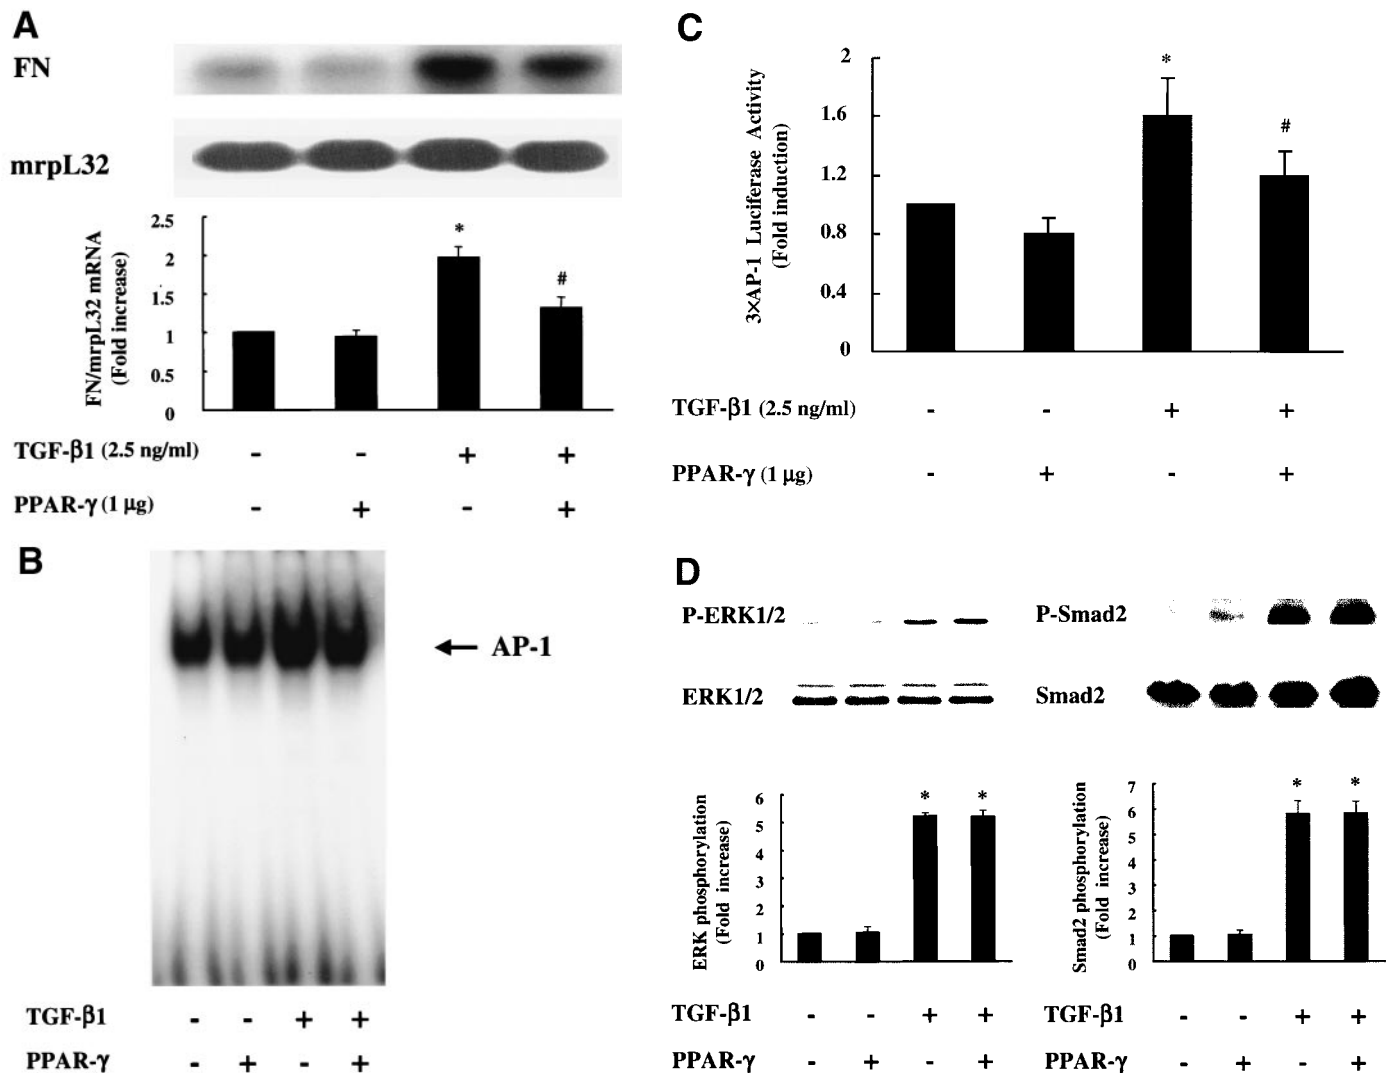 A
FN
mrpL32
FN/mrpL32 mRNA
(Fold increase)
2.5
2
1.5
1
0.5
0
*
#
TGF-β1 (2.5 ng/ml) - - + +
PPAR-γ (1 μg) - + - +
B
AP-1
TGF-β1 - - + +
PPAR-γ - + - +
C
3×AP-1 Luciferase Activity
(Fold induction)
2
1.6
1.2
0.8
0.4
0
*
#
TGF-β1 (2.5 ng/ml) - - + +
PPAR-γ (1 μg) - + - +
D
P-ERK1/2
ERK1/2
ERK phosphorylation
(Fold increase)
6
5
4
3
2
1
0
* *
TGF-β1 - - + +
PPAR-γ - + - +
P-Smad2
Smad2
Smad2 phosphorylation
(Fold increase)
7
6
5
4
3
2
1
0
* *
TGF-β1 - - + +
PPAR-γ - + - +